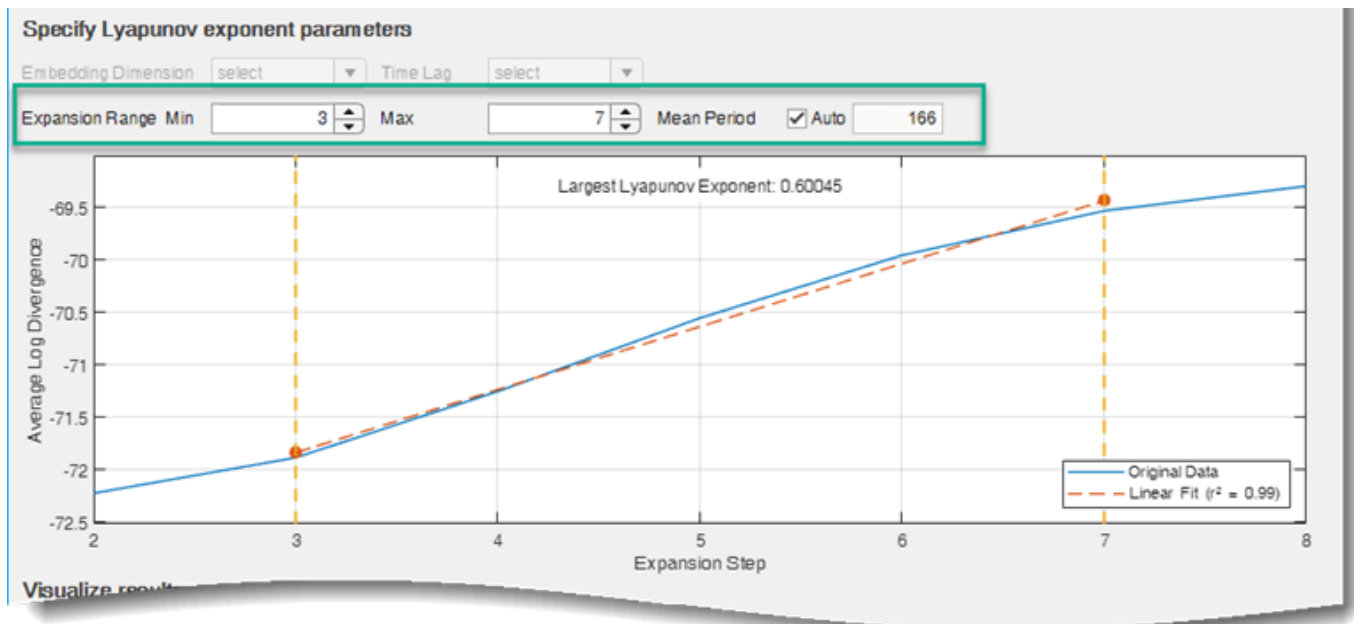 Specify Lyapunov exponent parameters
Embedding Dimension select Time Lag select
Expansion Range Min 3 Max 7 Mean Period Auto 166
Largest Lyapunov Exponent: 0.60045
-69.5
-70
-70.5
-71
-71.5
-72
-72.5
Average Log Divergence
Original Data
Linear Fit (r² = 0.99)
2 3 4 5 6 7 8
Expansion Step
Visualize results